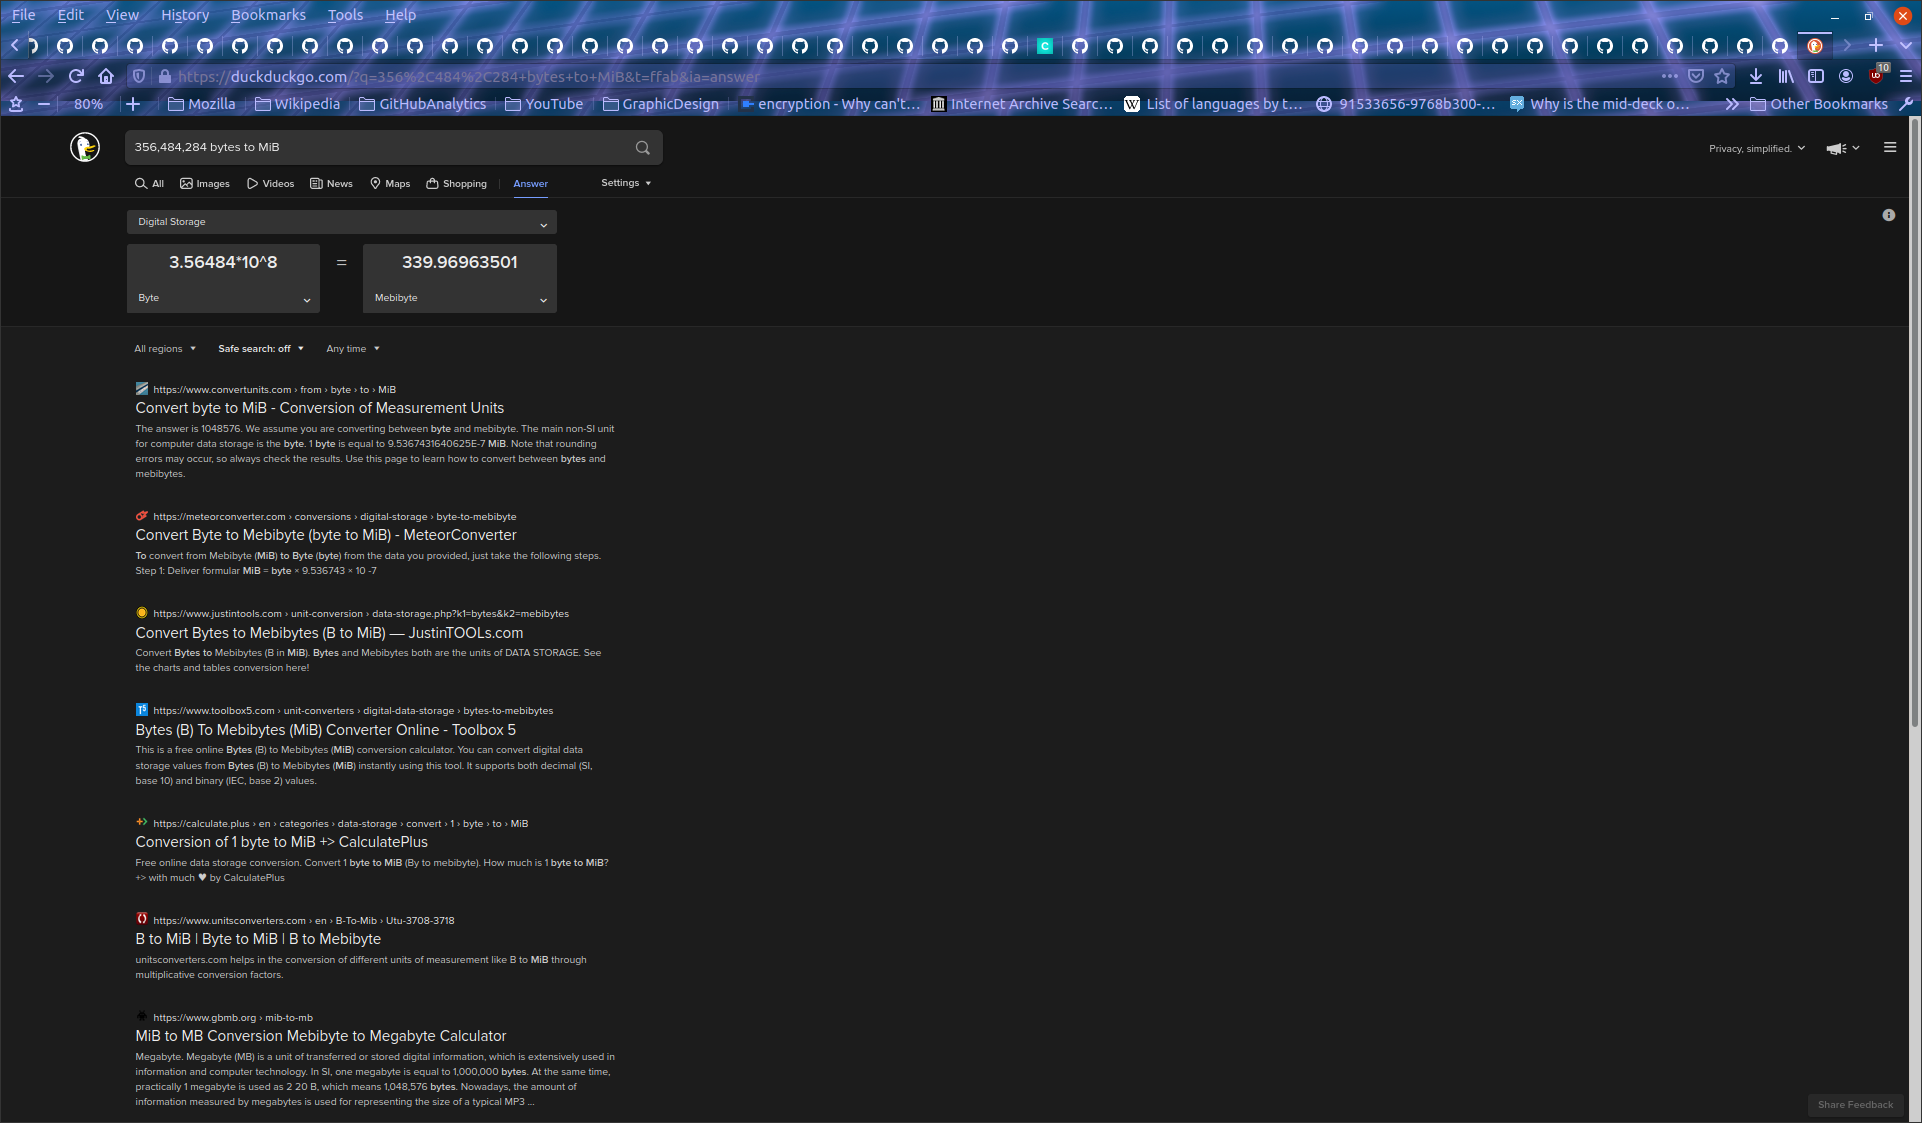 File Edit View History Bookmarks Tools Help
https://duckduckgo.com/?q=356%2C484%2C284+bytes+to+MiB&t=ffab&ia=answer
10
80% Mozilla Wikipedia GitHubAnalytics YouTube GraphicDesign encryption - Why can't... Internet Archive Searc... List of languages by t... 91533656-9768b300-... Why is the mid-deck o... Other Bookmarks
356,484,284 bytes to MiB
Privacy, simplified.
All Images Videos News Maps Shopping Answer Settings
Digital Storage
3.56484*10^8 = 339.96963501
Byte Mebibyte
All regions Safe search: off Any time
https://www.convertunits.com › from › byte › to › MiB
Convert byte to MiB - Conversion of Measurement Units
The answer is 1048576. We assume you are converting between byte and mebibyte. The main non-SI unit
for computer data storage is the byte. 1 byte is equal to 9.5367431640625E-7 MiB. Note that rounding
errors may occur, so always check the results. Use this page to learn how to convert between bytes and
mebibytes.
https://meteorconverter.com › conversions › digital-storage › byte-to-mebibyte
Convert Byte to Mebibyte (byte to MiB) - MeteorConverter
To convert from Mebibyte (MiB) to Byte (byte) from the data you provided, just take the following steps.
Step 1: Deliver formular MiB = byte × 9.536743 × 10 -7
https://www.justintools.com › unit-conversion › data-storage.php?k1=bytes&k2=mebibytes
Convert Bytes to Mebibytes (B to MiB) — JustinTOOLs.com
Convert Bytes to Mebibytes (B in MiB). Bytes and Mebibytes both are the units of DATA STORAGE. See
the charts and tables conversion here!
https://www.toolbox5.com › unit-converters › digital-data-storage › bytes-to-mebibytes
Bytes (B) To Mebibytes (MiB) Converter Online - Toolbox 5
This is a free online Bytes (B) to Mebibytes (MiB) conversion calculator. You can convert digital data
storage values from Bytes (B) to Mebibytes (MiB) instantly using this tool. It supports both decimal (SI,
base 10) and binary (IEC, base 2) values.
https://calculate.plus › en › categories › data-storage › convert › 1 › byte › to › MiB
Conversion of 1 byte to MiB +> CalculatePlus
Free online data storage conversion. Convert 1 byte to MiB (By to mebibyte). How much is 1 byte to MiB?
+> with much ♥ by CalculatePlus
https://www.unitsconverters.com › en › B-To-Mib › Utu-3708-3718
B to MiB | Byte to MiB | B to Mebibyte
unitsconverters.com helps in the conversion of different units of measurement like B to MiB through
multiplicative conversion factors.
https://www.gbmb.org › mib-to-mb
MiB to MB Conversion Mebibyte to Megabyte Calculator
Megabyte. Megabyte (MB) is a unit of transferred or stored digital information, which is extensively used in
information and computer technology. In SI, one megabyte is equal to 1,000,000 bytes. At the same time,
practically 1 megabyte is used as 2 20 B, which means 1,048,576 bytes. Nowadays, the amount of
information measured by megabytes is used for representing the size of a typical MP3 ...
Share Feedback